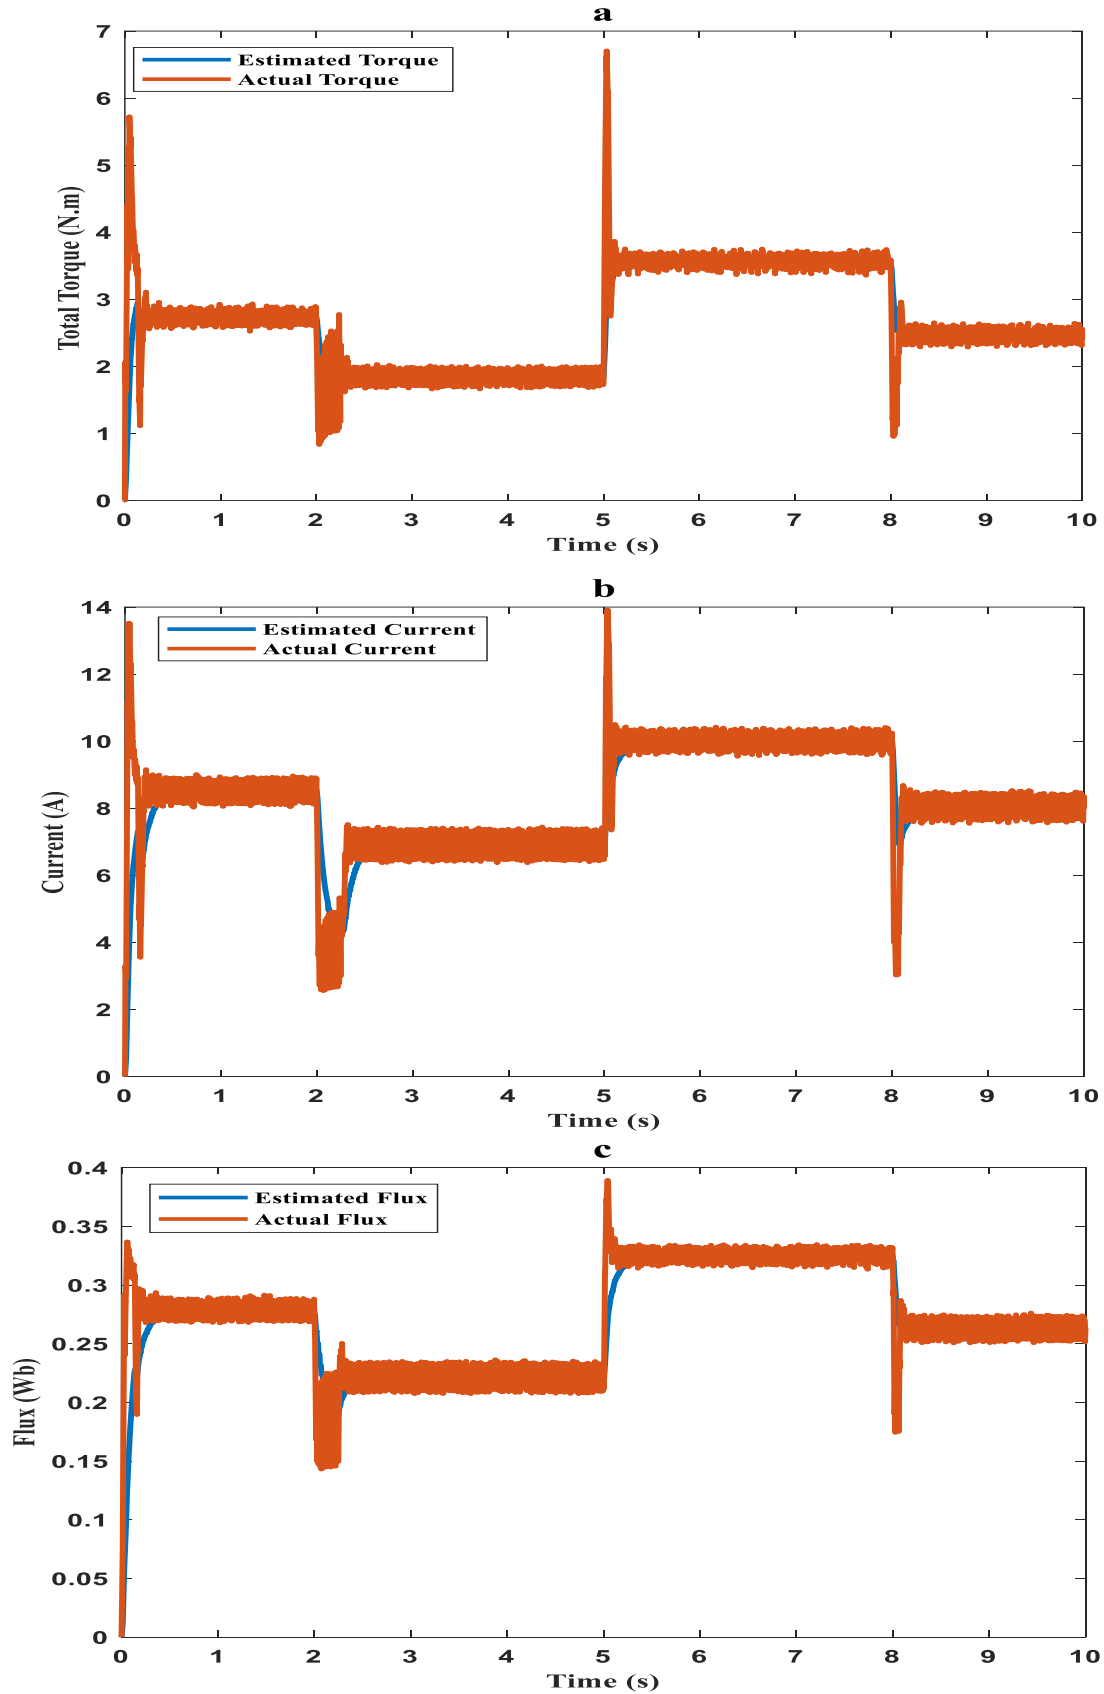 a
7
6
5
4
3
2
1
0
Total Torque (N.m)
Estimated Torque
Actual Torque
0 1 2 3 4 5 6 7 8 9 10
Time (s)
b
14
12
10
8
6
4
2
0
Current (A)
Estimated Current
Actual Current
0 1 2 3 4 5 6 7 8 9 10
Time (s)
c
0.4
0.35
0.3
0.25
0.2
0.15
0.1
0.05
0
Flux (Wb)
Estimated Flux
Actual Flux
0 1 2 3 4 5 6 7 8 9 10
Time (s)